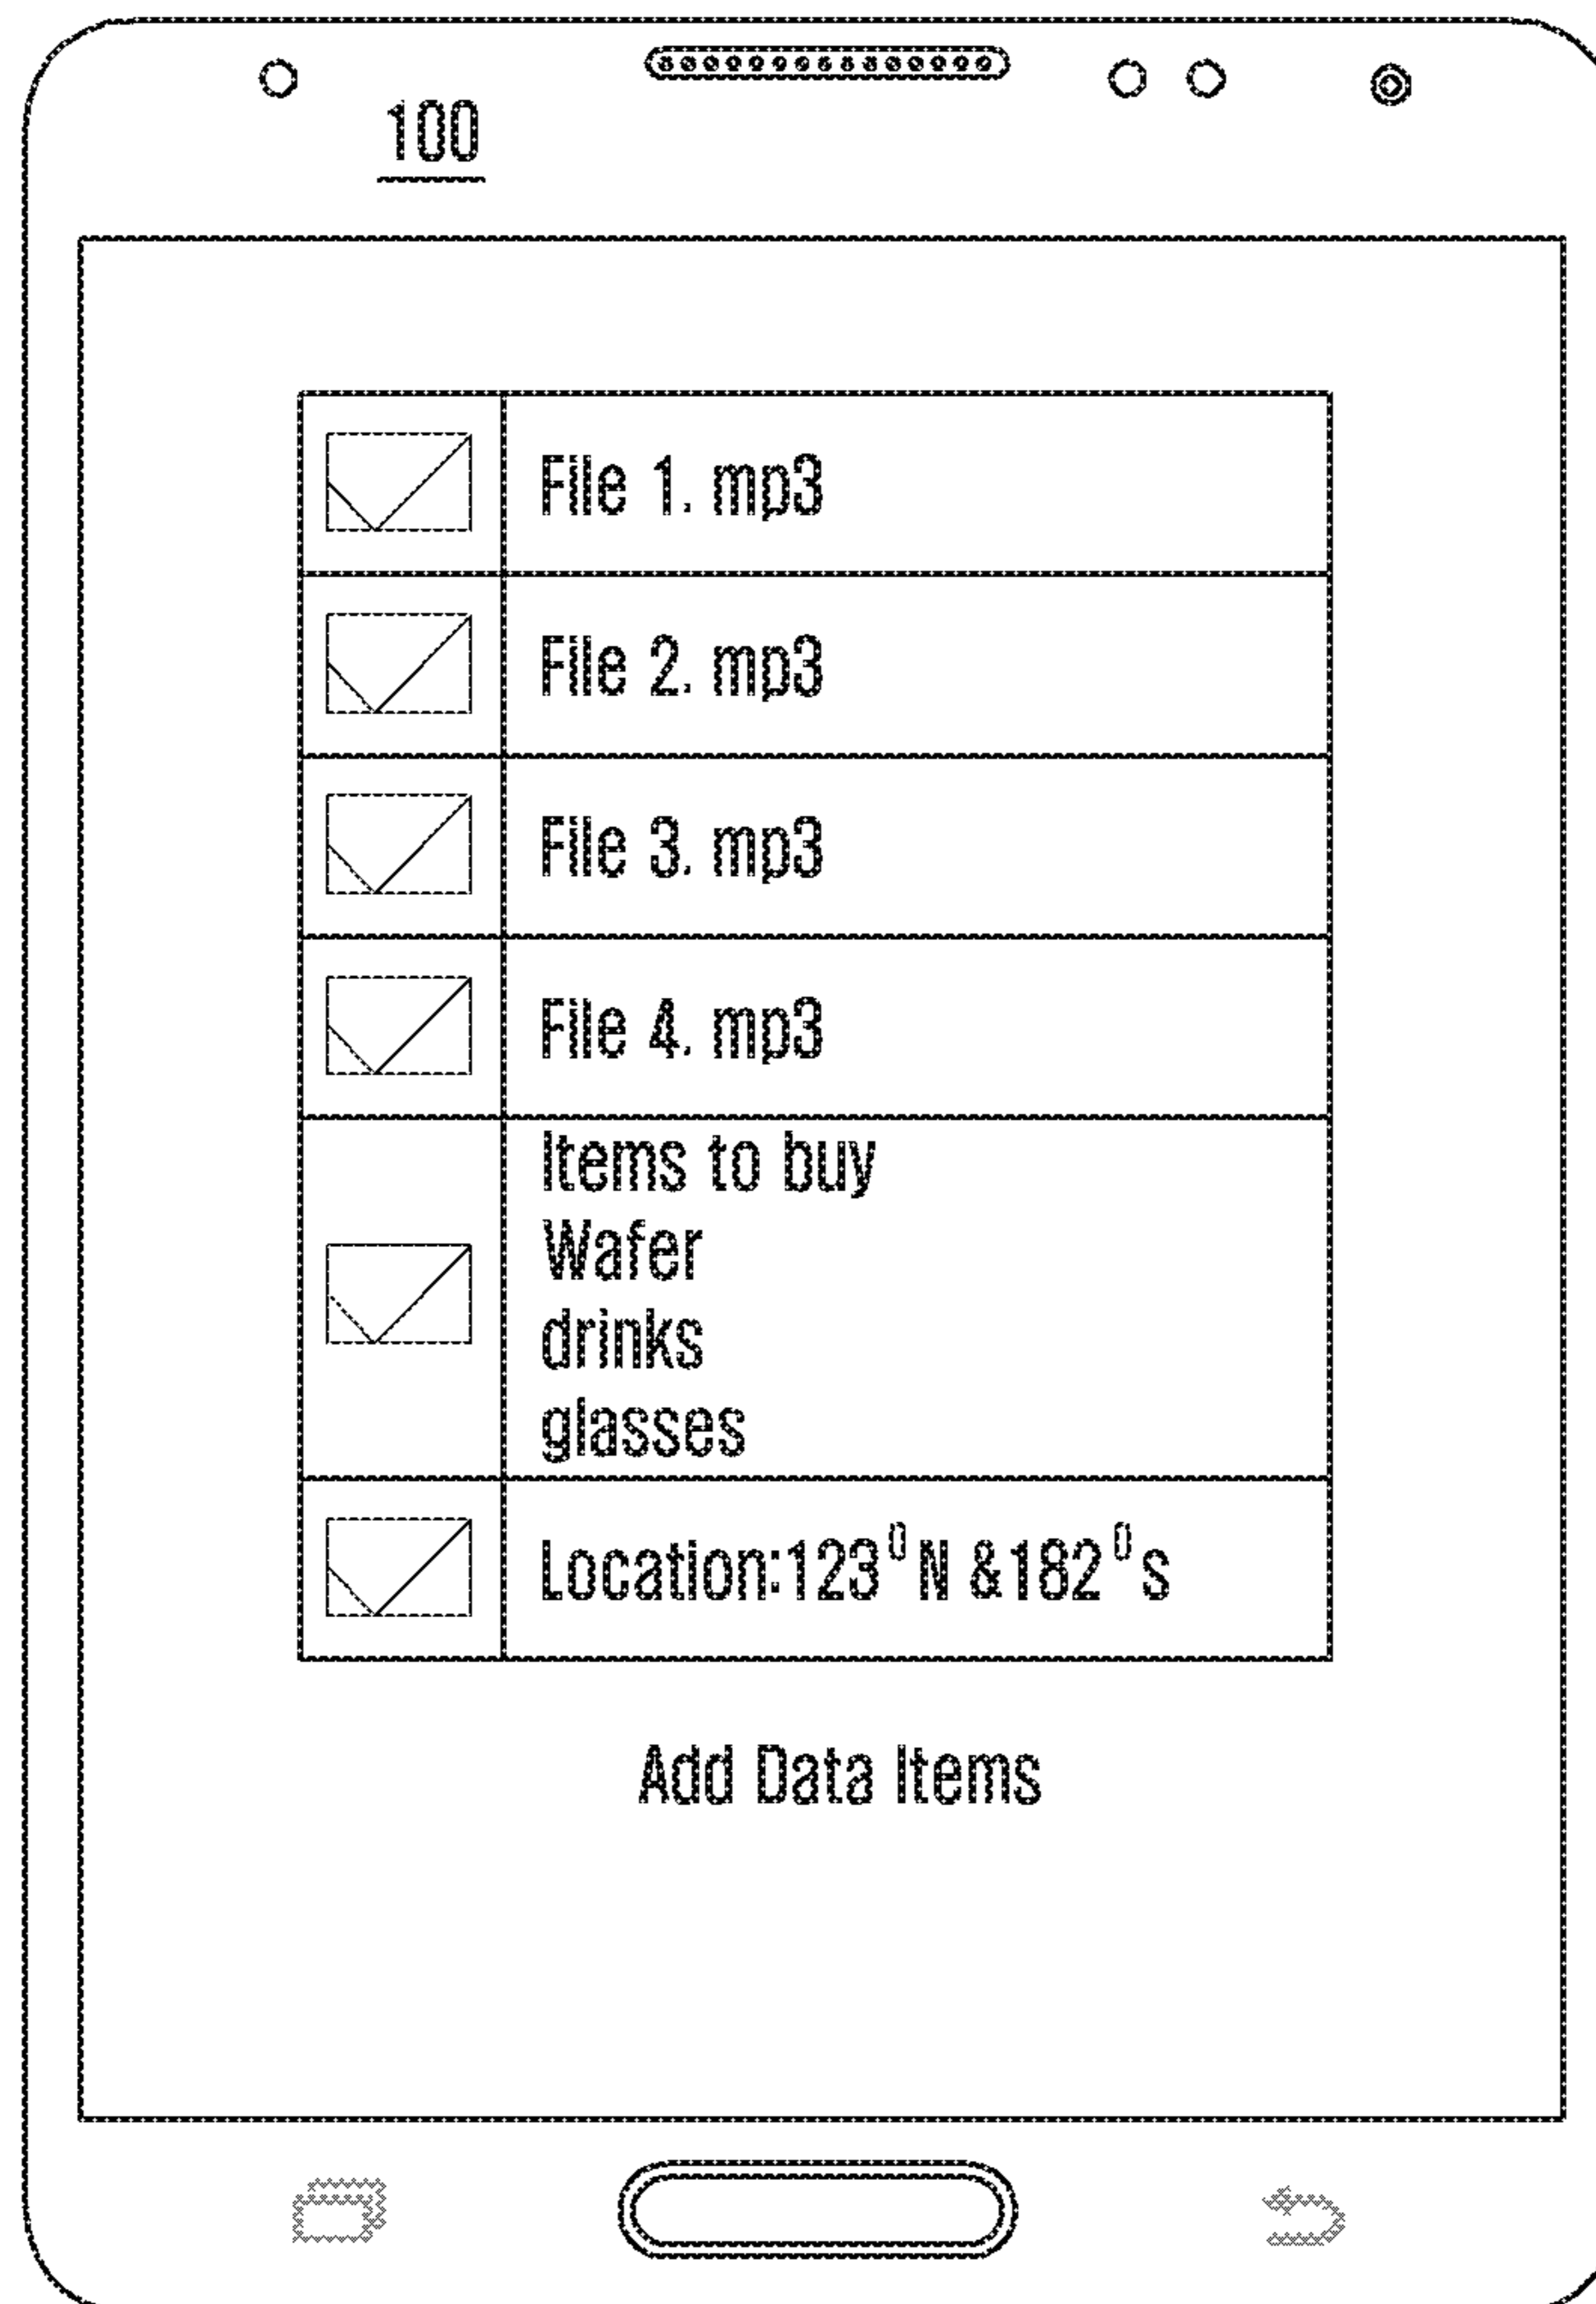 100
File 1. mp3
File 2. mp3
File 3. mp3
File 4. mp3
Items to buy
Wafer
drinks
glasses
Location:123⁰N &182⁰s
Add Data Items